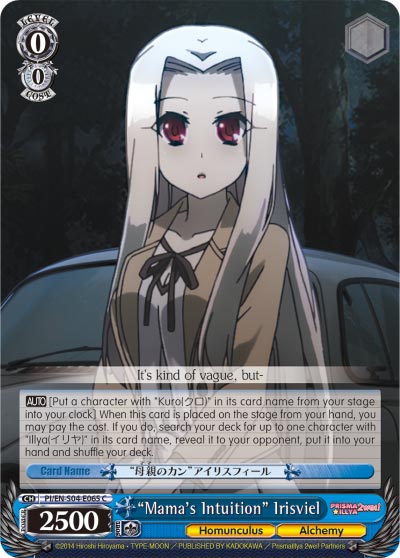 LEVEL
0
0
COST
It's kind of vague, but-
AUTO [Put a character with "Kuro(クロ)" in its card name from your stage
into your clock] When this card is placed on the stage from your hand, you
may pay the cost. If you do, search your deck for up to one character with
"Illya(イリヤ)" in its card name, reveal it to your opponent, put it into
hand and shuffle your deck.
Card Name
“母親のカン”アイリスフィール
CH PI/EN-S04-E065 C
POWER
2500
SOUL
“Mama's Intuition” Irisviel
PRISMA ILLYA 2wei!
Homunculus
Alchemy
©2014 Hiroshi Hiroyama・TYPE-MOON / PUBLISHED BY KADOKAWA / Prismaillya 2wei! Partners